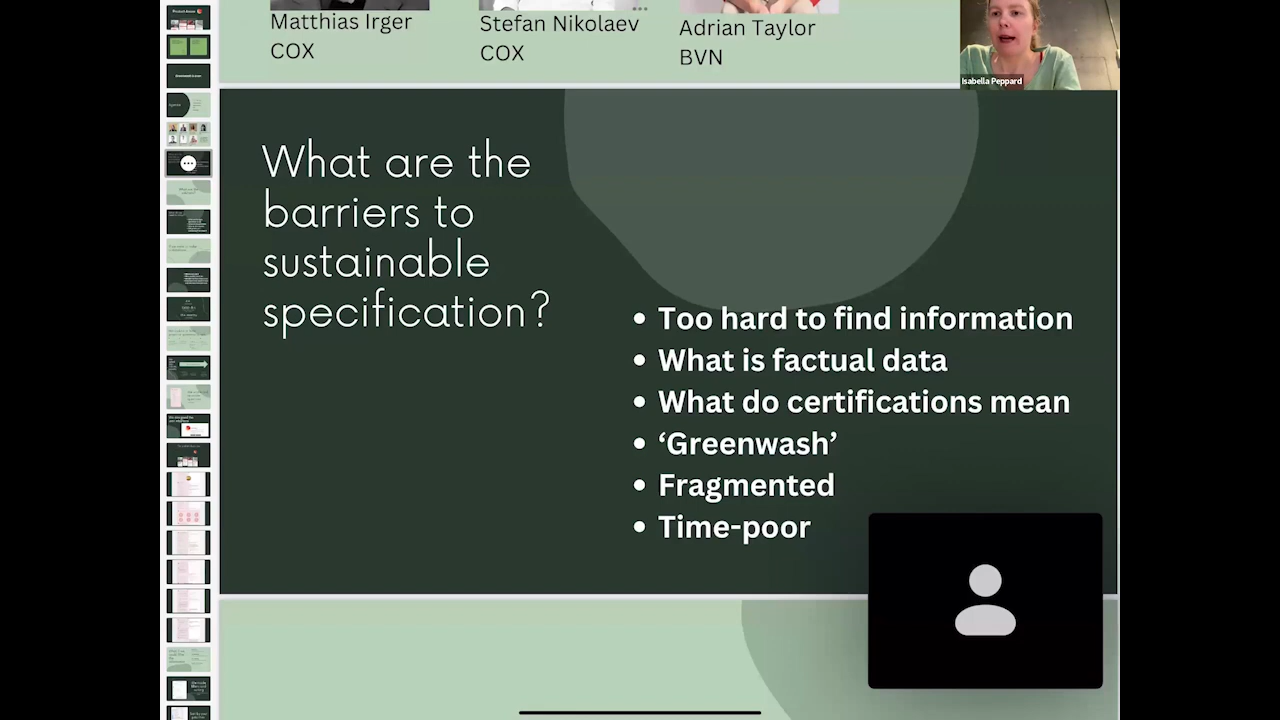 Matthias Irger
COX
Stefan Nikolaev
COX
Adrian Taylor
BVN
Isabella Peppard
What are the
barriers to
sustainable
specification?
• Too hard to find information
• What is factual data
• What do certifications mean
• ‘Greenwash’
• Fragmented
• Time-poor